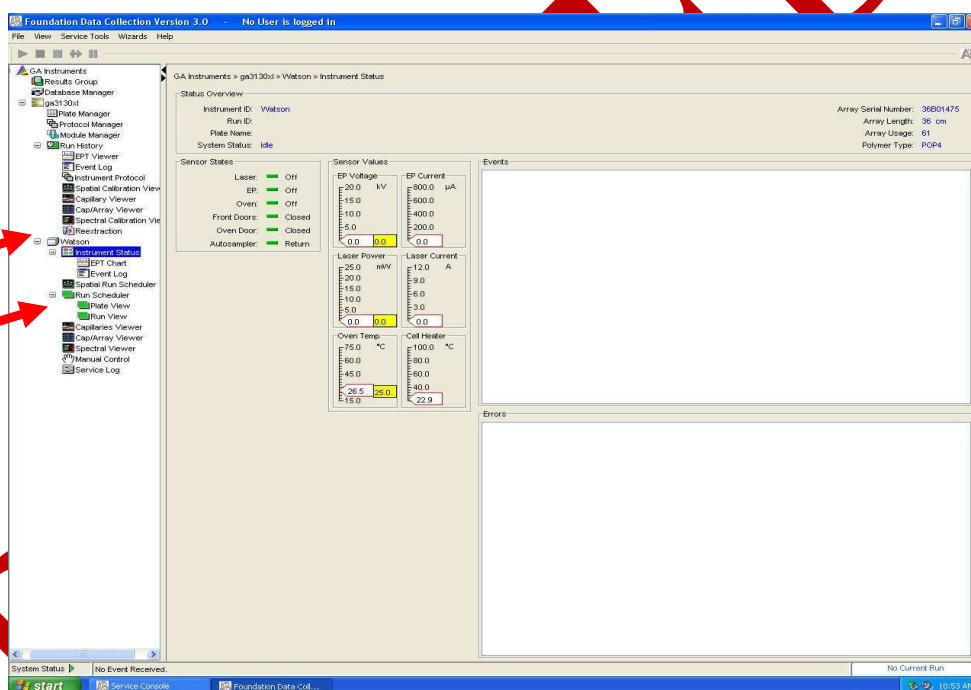 Foundation Data Collection Version 3.0 - No User is logged in
File View Service Tools Wizards Help
GA Instruments
Results Group
Database Manager
ga3130xl
Plate Manager
Protocol Manager
Module Manager
Run History
EPT Viewer
Event Log
Instrument Protocol
Spatial Calibration View
Capillary Viewer
Cap/Array Viewer
Spectral Calibration Vie
Reextraction
Watson
Instrument Status
EPT Chart
Event Log
Spatial Run Scheduler
Run Scheduler
Plate View
Run View
Capillaries Viewer
Cap/Array Viewer
Spectral Viewer
Manual Control
Service Log
GA Instruments > ga3130xl > Watson > Instrument Status
Status Overview
Instrument ID: Watson
Run ID:
Plate Name:
System Status: Idle
Array Serial Number: 36B01475
Array Length: 36 cm
Array Usage: 61
Polymer Type: POP4
Sensor States
Laser: Off
EP: Off
Oven: Off
Front Doors: Closed
Oven Door: Closed
Autosampler: Return
Sensor Values
EP Voltage
20.0 kV
15.0
10.0
5.0
0.0 0.0
EP Current
800.0 µA
600.0
400.0
200.0
0.0
Laser Power
25.0 mW
20.0
15.0
10.0
5.0
0.0 0.0
Laser Current
12.0 A
9.0
6.0
3.0
0.0
Oven Temp
75.0 °C
60.0
45.0
26.5 25.0
15.0
Cell Heater
100.0 °C
80.0
60.0
40.0
22.9
Events
Errors
System Status
No Event Received.
No Current Run
start
Service Console
Foundation Data Coll...
10:53 AM